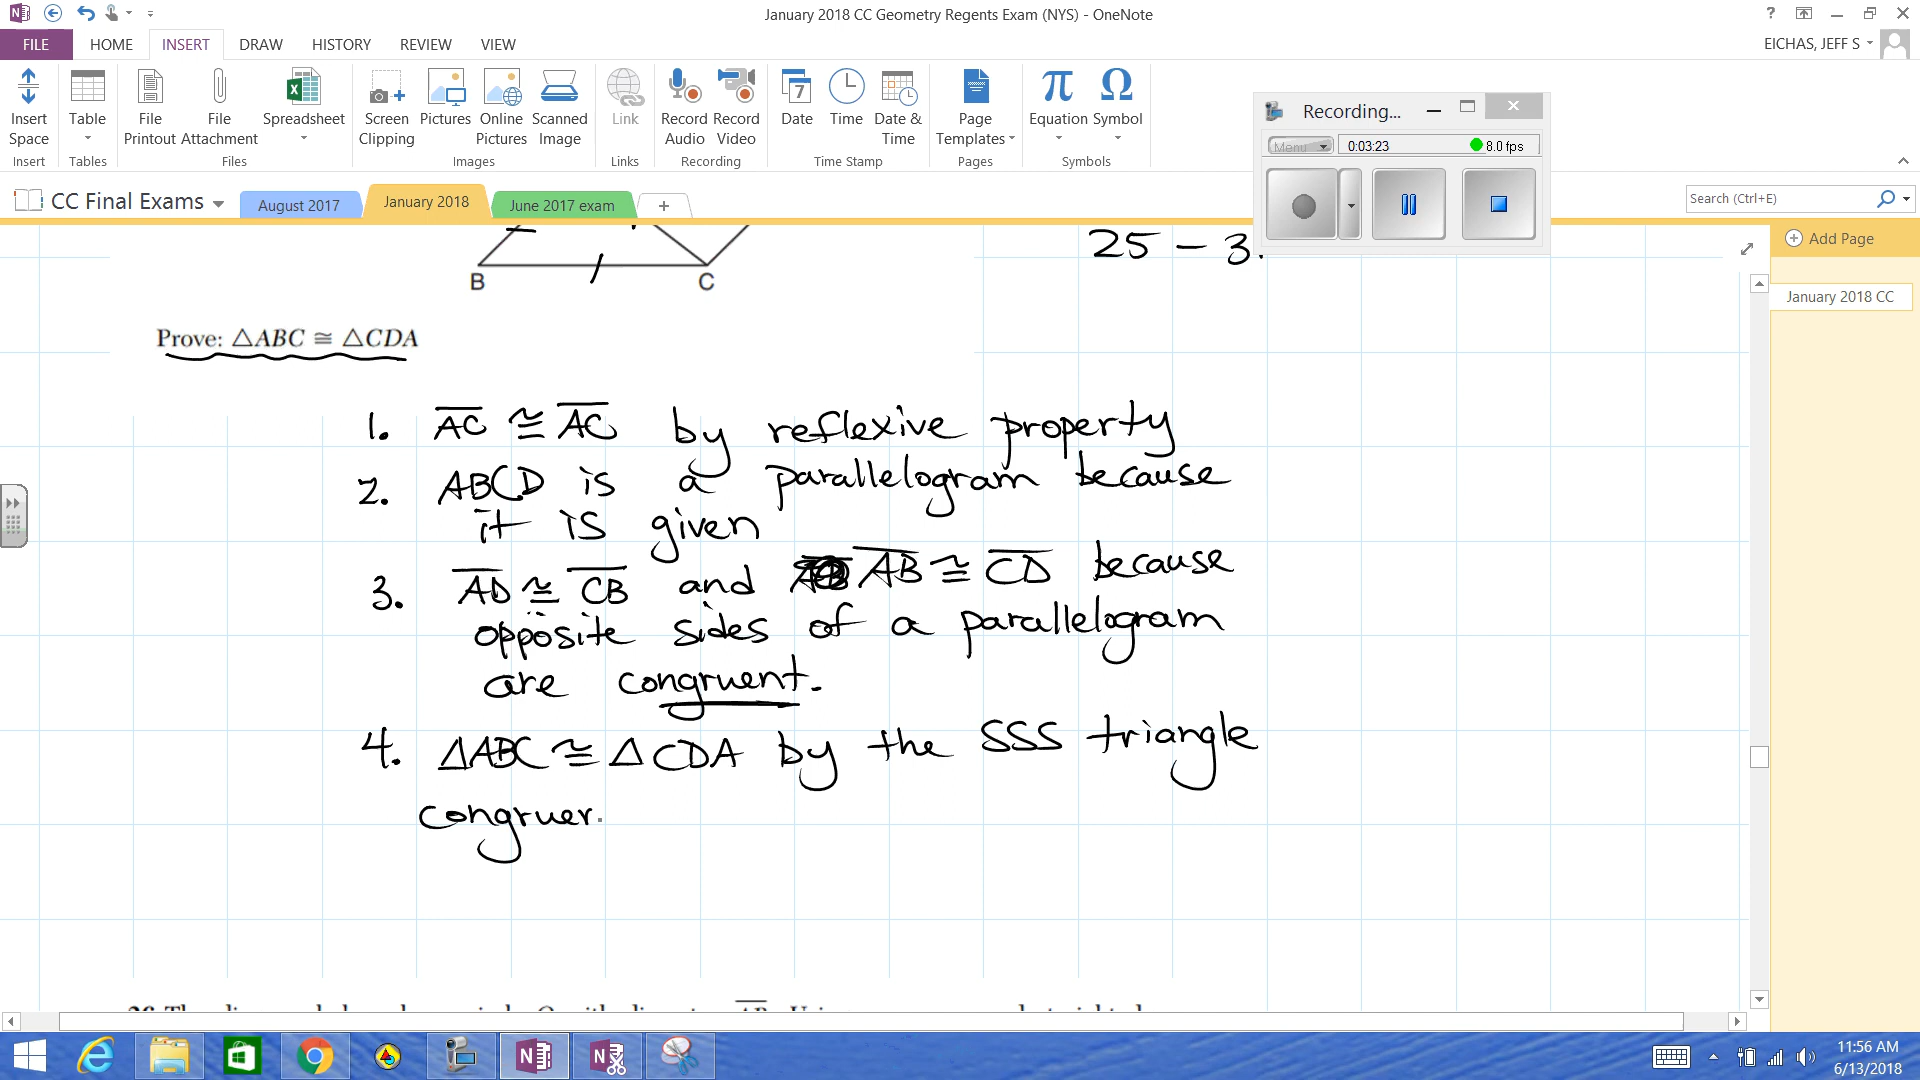 January 2018 CC Geometry Regents Exam (NYS) - OneNote
?
FILE HOME INSERT DRAW HISTORY REVIEW VIEW
EICHAS, JEFF S
Insert Space
Table
File Printout
File Attachment
Spreadsheet
Screen Clipping
Pictures
Online Pictures
Scanned Image
Link
Record Audio
Record Video
Date
Time
Date & Time
Page Templates
Equation
Symbol
Insert Tables Files Images Links Recording Time Stamp Pages Symbols
Recording...
Menu 0:03:23 8.0 fps
CC Final Exams August 2017 January 2018 June 2017 exam +
Search (Ctrl+E)
Add Page
January 2018 CC
25 - 3.
B C
Prove: △ABC ≅ △CDA
1. AC ≅ AC by reflexive property
2. ABCD is a parallelogram because
it is given
3. AD ≅ CB and AB ≅ CD because
opposite sides of a parallelogram
are congruent.
4. △ABC ≅ △CDA by the SSS triangle
congruer
11:56 AM
6/13/2018